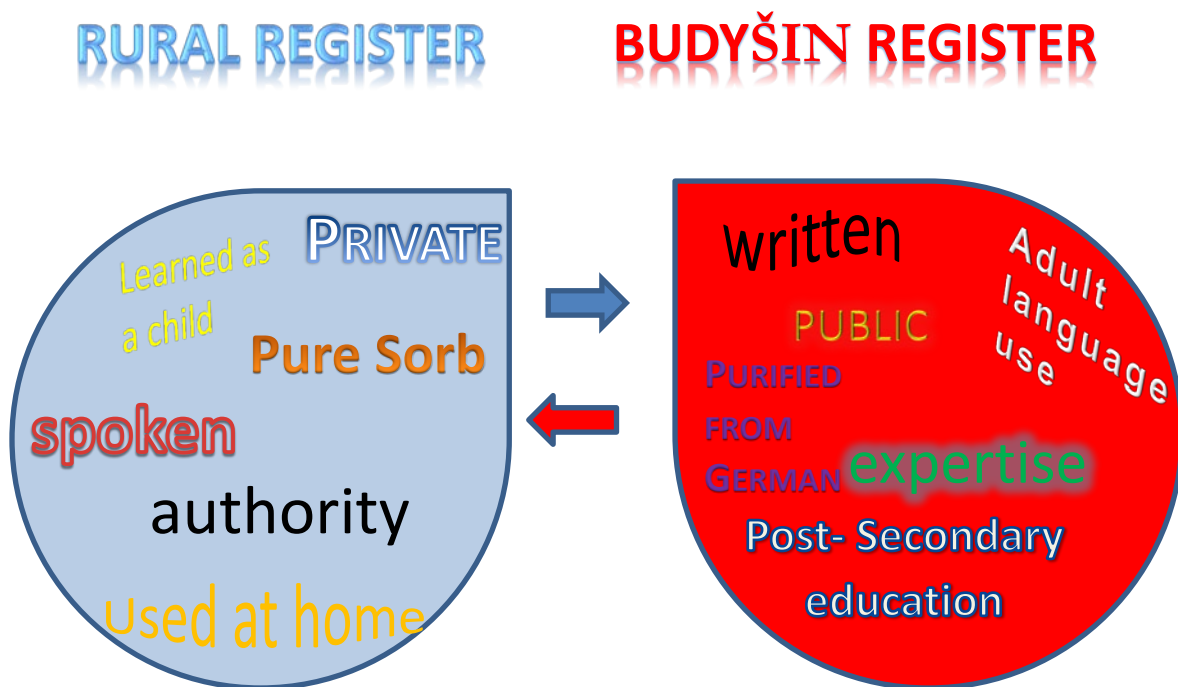 RURAL REGISTER
BUDYŠIN REGISTER
PRIVATE
Learned as
a child
Pure Sorb
spoken
authority
Used at home
written
Adult
language
use
PUBLIC
PURIFIED
FROM
GERMAN
expertise
Post- Secondary
education